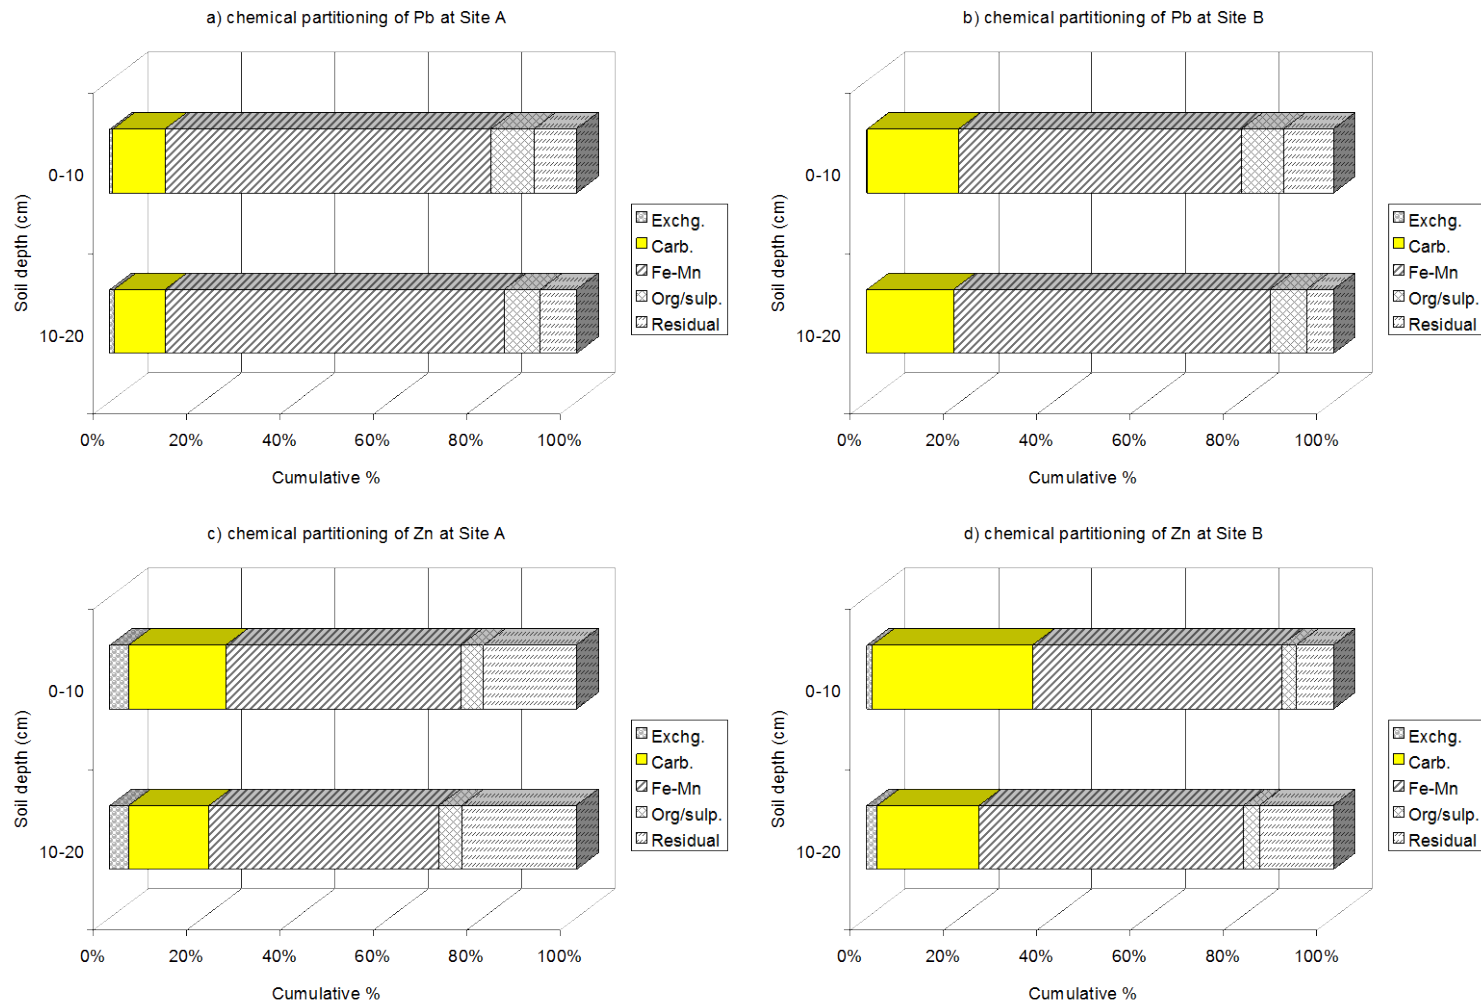 a) chemical partitioning of Pb at Site A
Soil depth (cm)
0-10
10-20
0% 20% 40% 60% 80% 100%
Cumulative %
Exchg.
Carb.
Fe-Mn
Org/sulp.
Residual
b) chemical partitioning of Pb at Site B
Soil depth (cm)
0-10
10-20
0% 20% 40% 60% 80% 100%
Cumulative %
Exchg.
Carb.
Fe-Mn
Org/sulp.
Residual
c) chemical partitioning of Zn at Site A
Soil depth (cm)
0-10
10-20
0% 20% 40% 60% 80% 100%
Cumulative %
Exchg.
Carb.
Fe-Mn
Org/sulp.
Residual
d) chemical partitioning of Zn at Site B
Soil depth (cm)
0-10
10-20
0% 20% 40% 60% 80% 100%
Cumulative %
Exchg.
Carb.
Fe-Mn
Org/sulp.
Residual